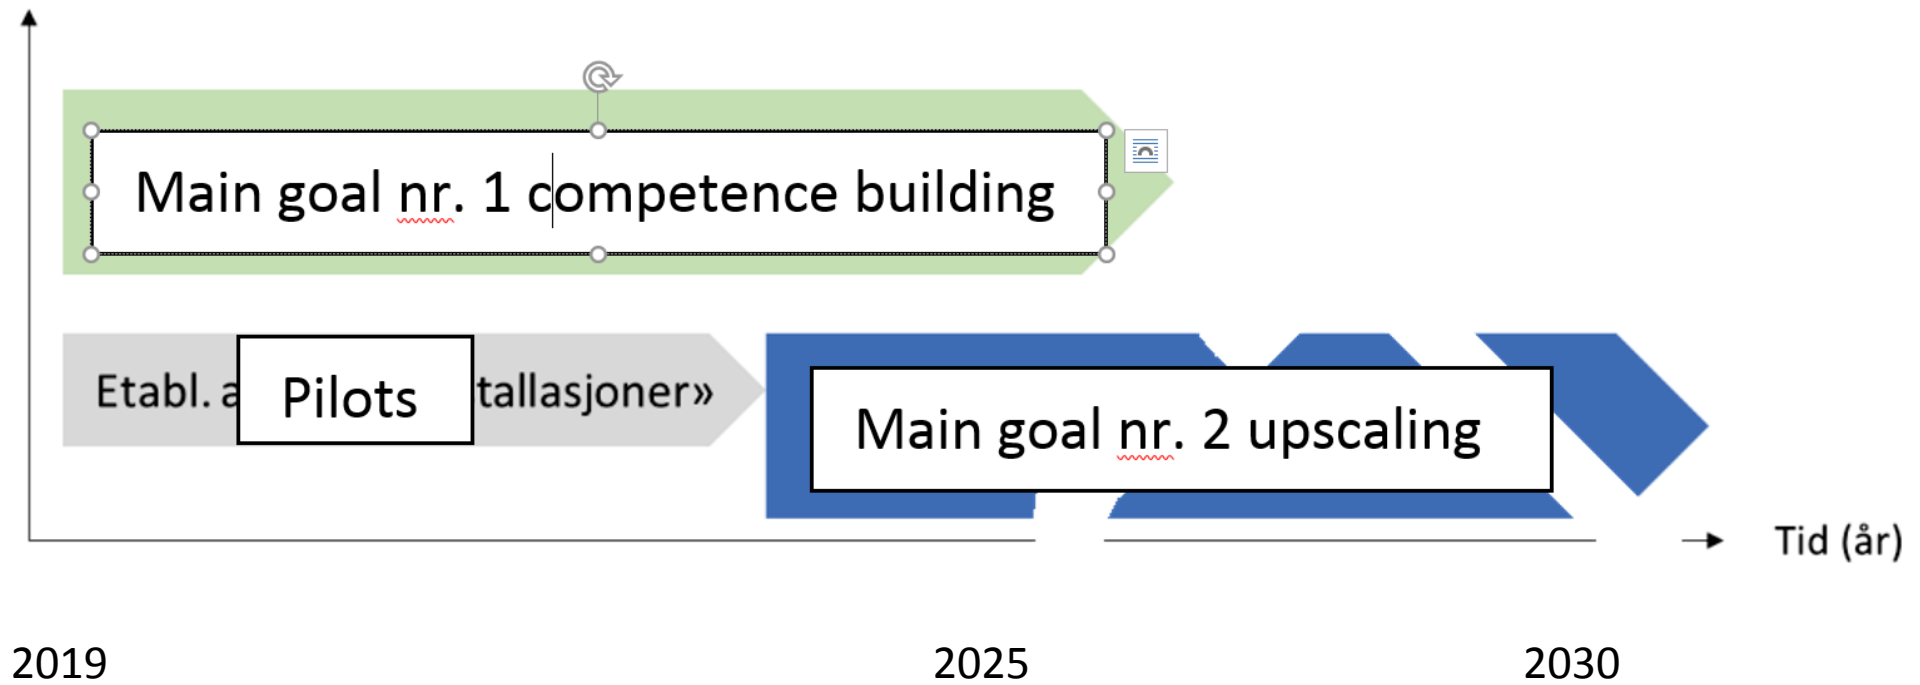 Main goal nr. 1 competence building
Etabl. a Pilots tallasjoner»
Main goal nr. 2 upscaling
Tid (år)
2019 2025 2030